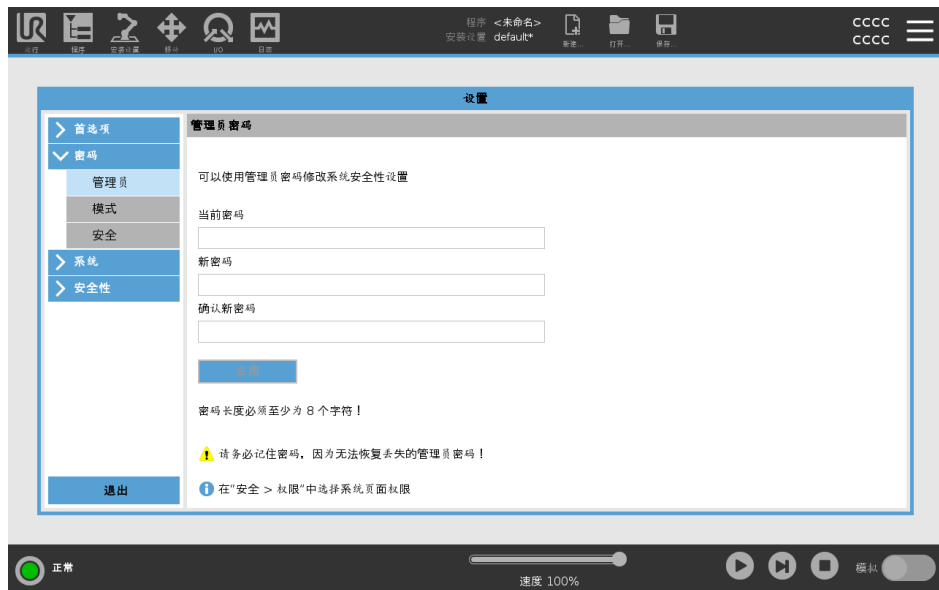 UR
程序 <未命名>
安装设置 default*
CCCC
CCCC
运行
程序
安装设置
移动
I/O
日志
新建...
打开...
保存...
设置
首选项
密码
管理员
模式
安全
系统
安全性
退出
管理员密码
可以使用管理员密码修改系统安全性设置
当前密码
新密码
确认新密码
应用
密码长度必须至少为 8 个字符!
请务必记住密码,因为无法恢复丢失的管理员密码!
在"安全 > 权限"中选择系统页面权限
正常
速度 100%
模拟